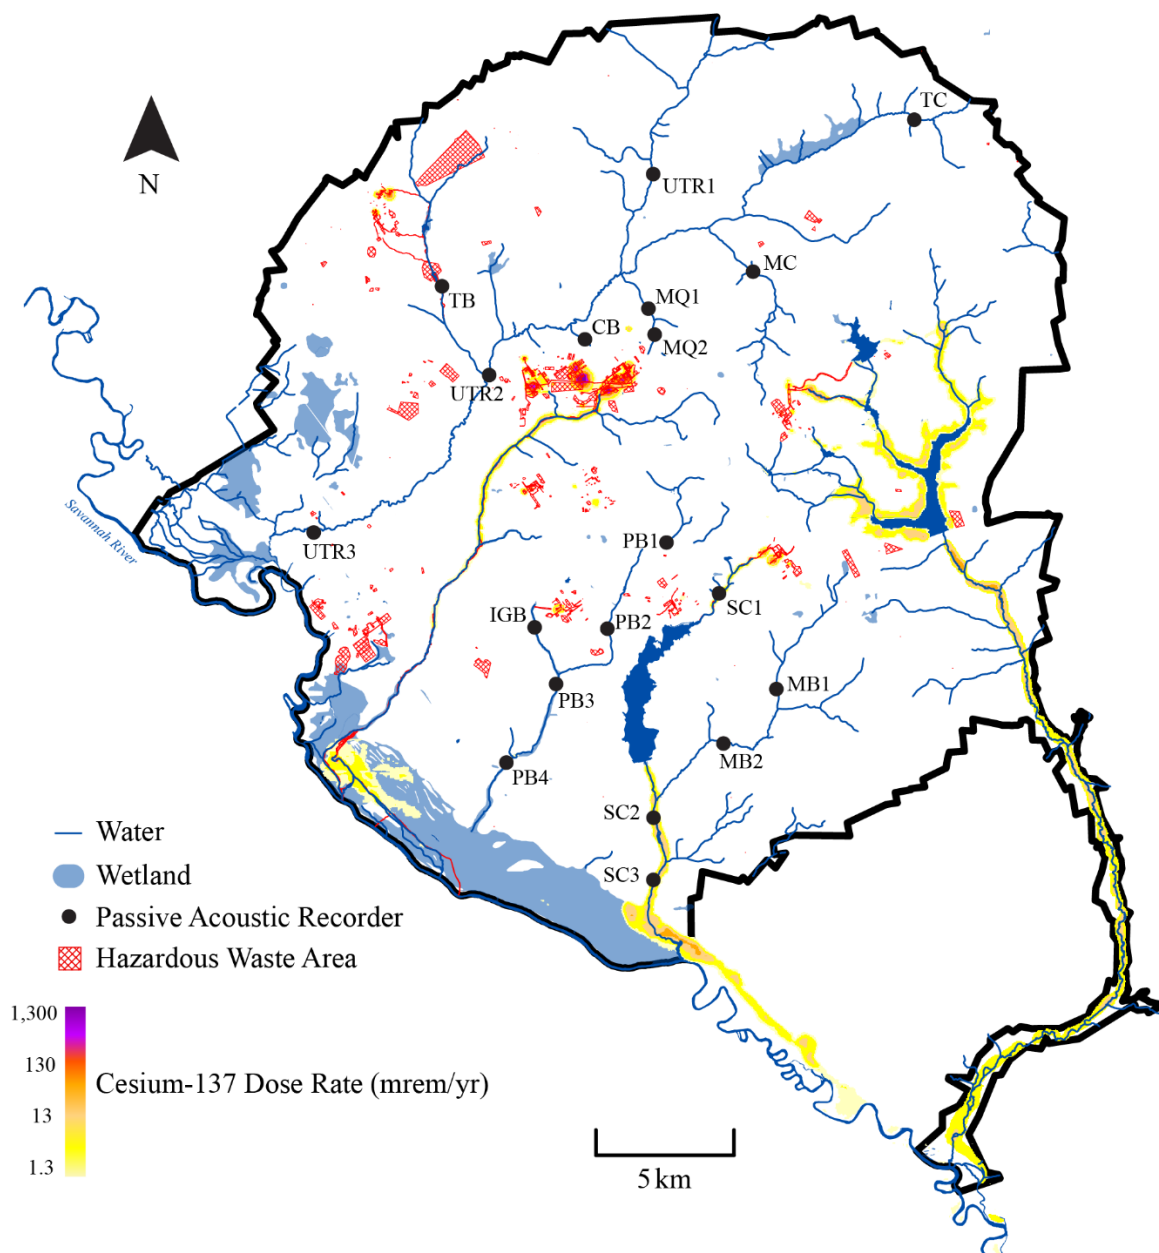 TC
N
UTR1
MC
MQ1
TB
CB
MQ2
UTR2
Savannah River
UTR3
PB1
SC1
IGB
PB2
PB3
MB1
MB2
PB4
SC2
SC3
Water
Wetland
Passive Acoustic Recorder
Hazardous Waste Area
1,300
130
13
1.3
Cesium-137 Dose Rate (mrem/yr)
5 km